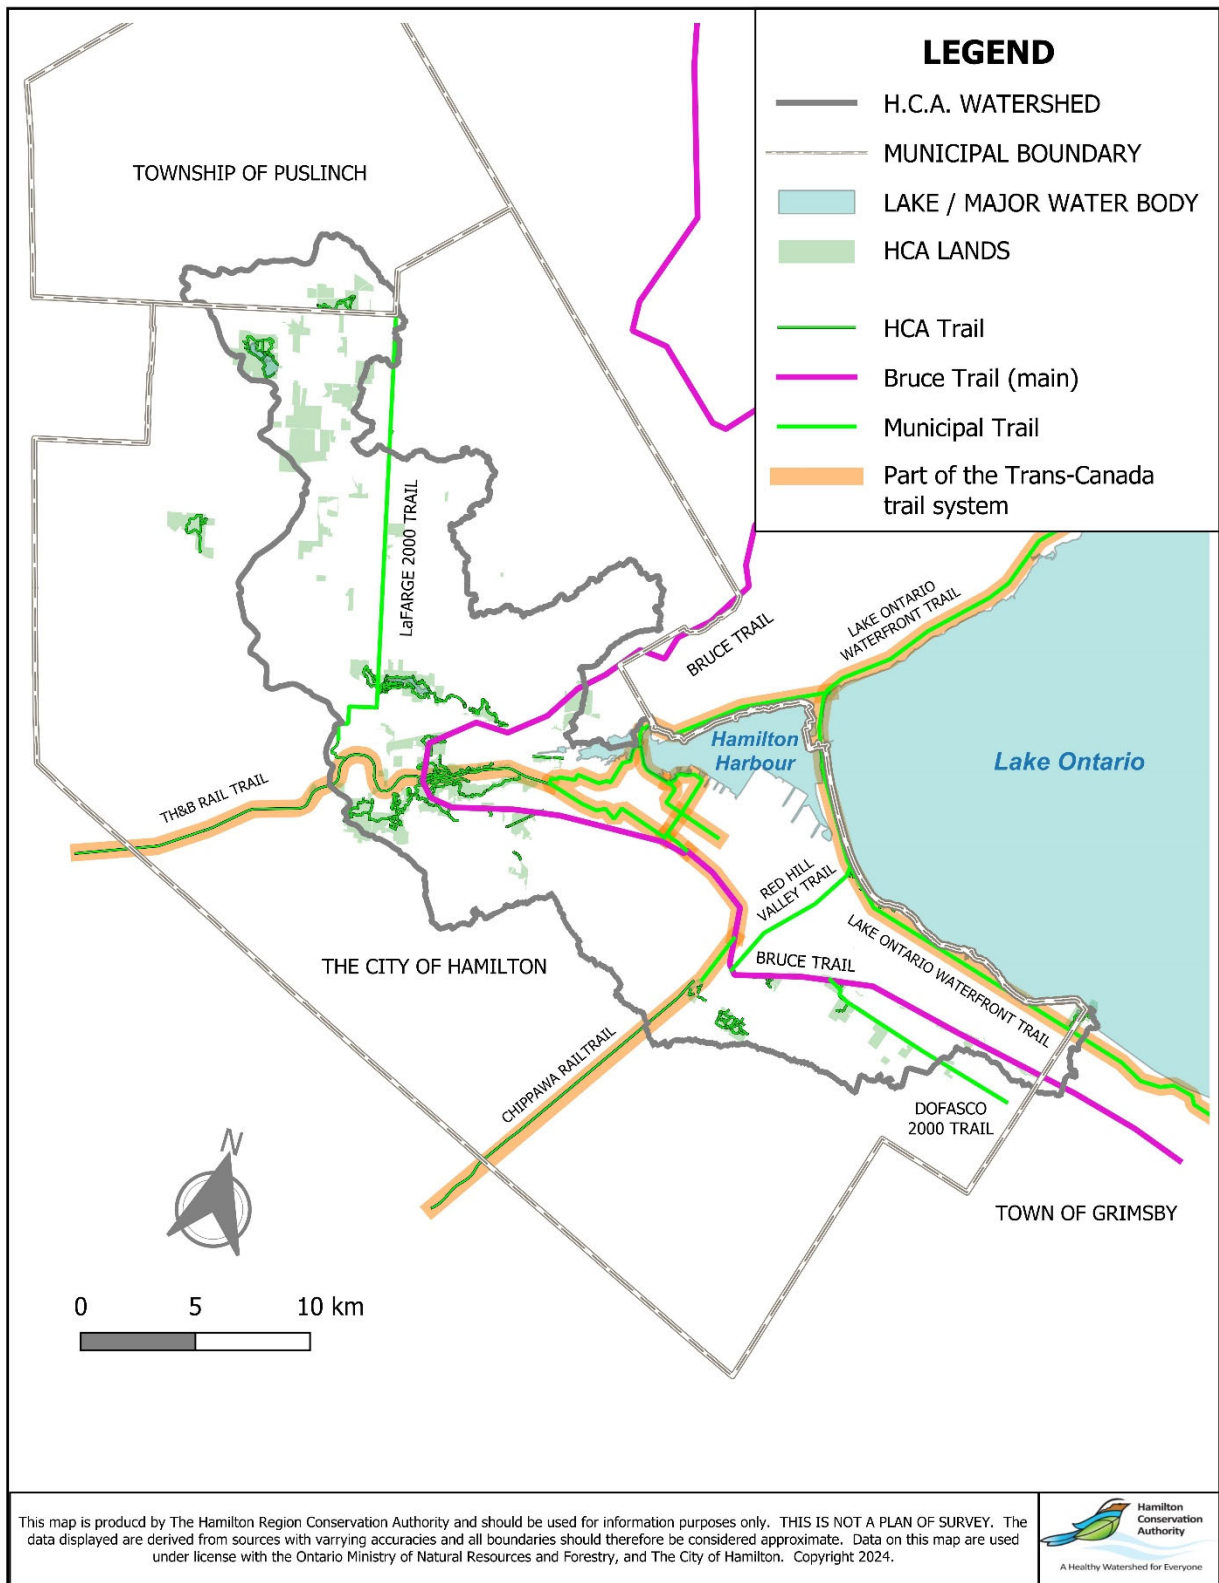 LEGEND
H.C.A. WATERSHED
MUNICIPAL BOUNDARY
LAKE / MAJOR WATER BODY
HCA LANDS
HCA Trail
Bruce Trail (main)
Municipal Trail
Part of the Trans-Canada
trail system
TOWNSHIP OF PUSLINCH
LaFARGE 2000 TRAIL
BRUCE TRAIL
LAKE ONTARIO
WATERFRONT TRAIL
Hamilton
Harbour
Lake Ontario
TH&B RAIL TRAIL
RED HILL
VALLEY TRAIL
THE CITY OF HAMILTON
BRUCE TRAIL
LAKE ONTARIO WATERFRONT TRAIL
CHIPPAWA RAILTRAIL
DOFASCO
2000 TRAIL
TOWN OF GRIMSBY
N
0 5 10 km
This map is producd by The Hamilton Region Conservation Authority and should be used for information purposes only. THIS IS NOT A PLAN OF SURVEY. The
data displayed are derived from sources with varrying accuracies and all boundaries should therefore be considered approximate. Data on this map are used
under license with the Ontario Ministry of Natural Resources and Forestry, and The City of Hamilton. Copyright 2024.
Hamilton
Conservation
Authority
A Healthy Watershed for Everyone